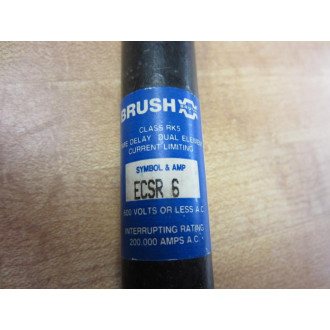 BRUSH
CLASS RK5
DELAY DUAL ELEMENT
CURRENT LIMITING
SYMBOL & AMP
ECSR 6
VOLTS OR LESS A.C.
INTERRUPTING RATING
200,000 AMPS A.C.